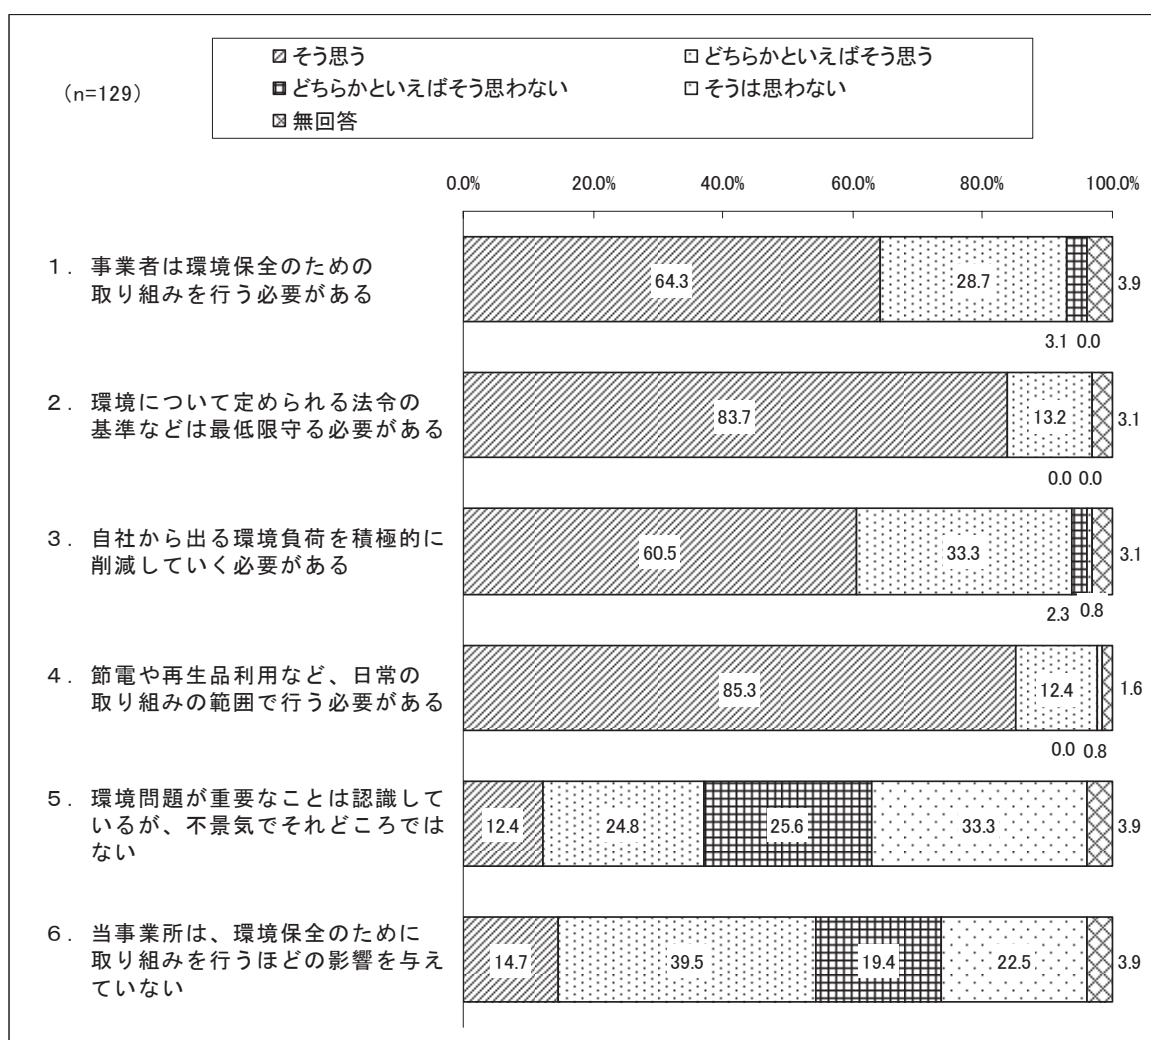 (n=129)
そう思う どちらかといえばそう思う
どちらかといえばそう思わない そうは思わない
無回答
0.0% 20.0% 40.0% 60.0% 80.0% 100.0%
１．事業者は環境保全のための
取り組みを行う必要がある
64.3 28.7 3.9
3.1 0.0
２．環境について定められる法令の
基準などは最低限守る必要がある
83.7 13.2 3.1
0.0 0.0
３．自社から出る環境負荷を積極的に
削減していく必要がある
60.5 33.3 3.1
2.3 0.8
４．節電や再生品利用など、日常の
取り組みの範囲で行う必要がある
85.3 12.4 1.6
0.0 0.8
５．環境問題が重要なことは認識して
いるが、不景気でそれどころでは
ない
12.4 24.8 25.6 33.3 3.9
６．当事業所は、環境保全のために
取り組みを行うほどの影響を与え
ていない
14.7 39.5 19.4 22.5 3.9